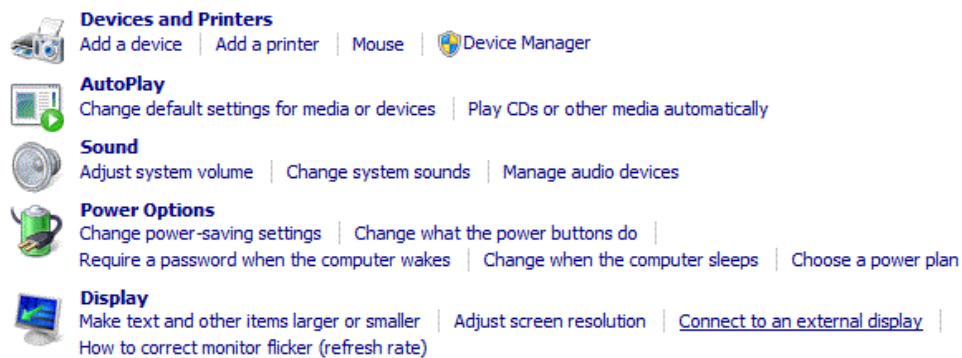 Devices and Printers
Add a device Add a printer Mouse Device Manager
AutoPlay
Change default settings for media or devices Play CDs or other media automatically
Sound
Adjust system volume Change system sounds Manage audio devices
Power Options
Change power-saving settings Change what the power buttons do
Require a password when the computer wakes Change when the computer sleeps Choose a power plan
Display
Make text and other items larger or smaller Adjust screen resolution Connect to an external display
How to correct monitor flicker (refresh rate)